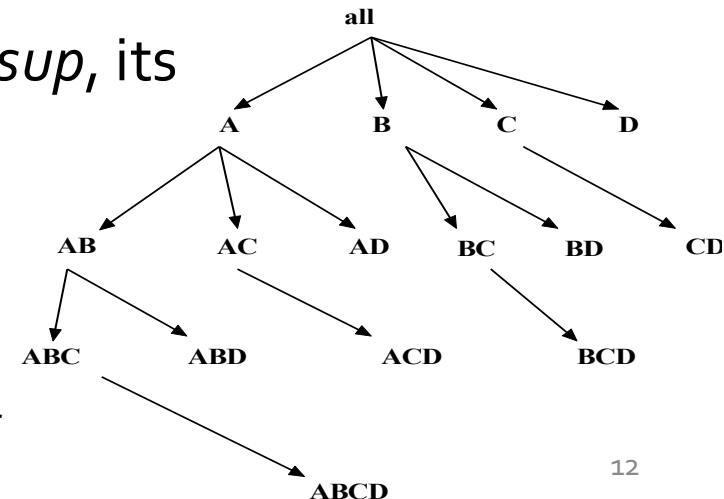 all
sup, its
A B C D
AB AC AD BC BD CD
ABC ABD ACD BCD
12
ABCD